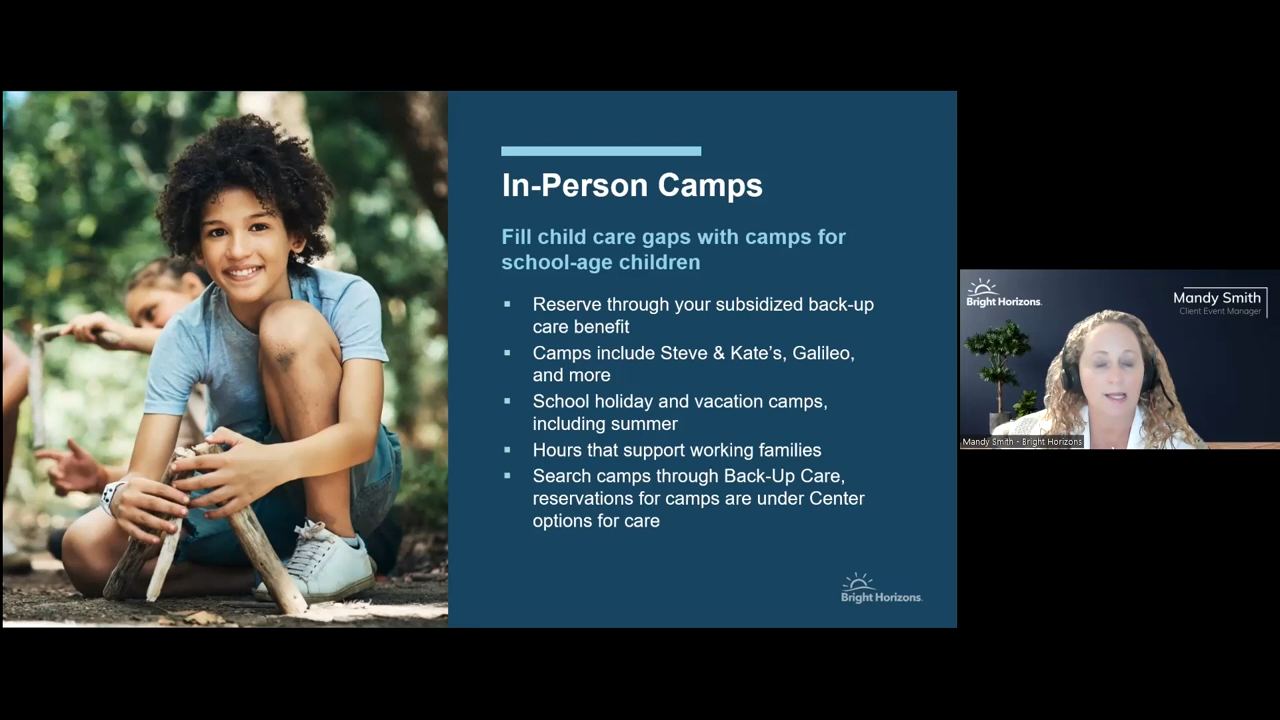 In-Person Camps
Fill child care gaps with camps for
school-age children
▪ Reserve through your subsidized back-up
care benefit
▪ Camps include Steve & Kate’s, Galileo,
and more
▪ School holiday and vacation camps,
including summer
▪ Hours that support working families
▪ Search camps through Back-Up Care,
reservations for camps are under Center
options for care
Bright Horizons.
Bright Horizons.
Mandy Smith
Client Event Manager
Mandy Smith - Bright Horizons